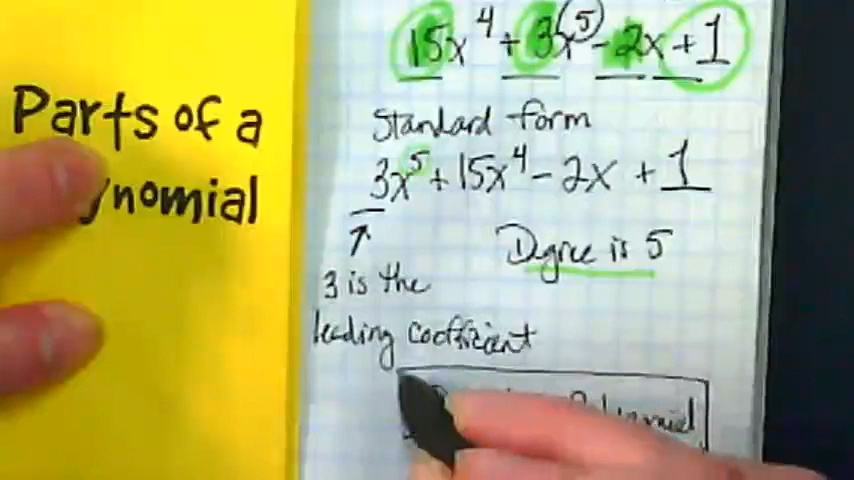 Parts of a
nomial
15x⁴ + 3x⁵ - 2x + 1
Standard form
3x⁵ + 15x⁴ - 2x + 1
Degree is 5
3 is the
leading coefficient